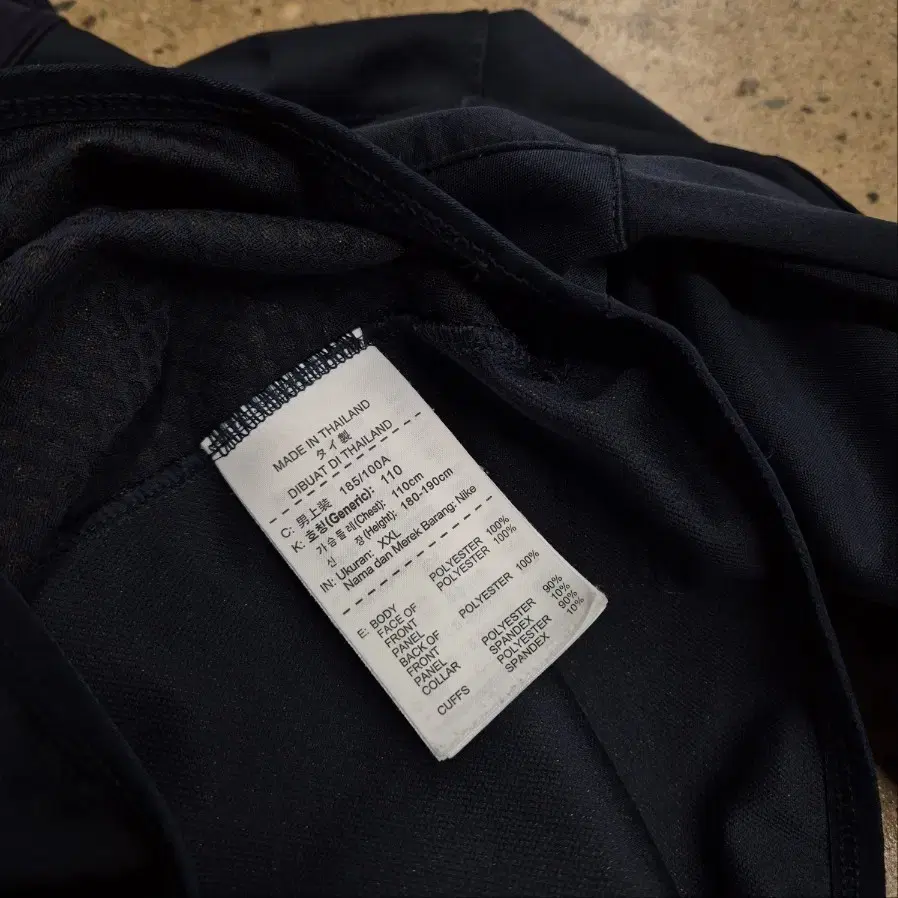 MADE IN THAILAND
タイ製
DIBUAT DI THAILAND
C: 男上装 185/100A
K: 호칭(Generic): 110
가슴둘레(Chest): 110cm
신 장(Height): 180-190cm
IN: Ukuran: XXL
Nama dan Merek Barang: Nike
E: BODY POLYESTER 100%
FACE OF POLYESTER 100%
FRONT
PANEL
BACK OF POLYESTER 100%
FRONT
PANEL
COLLAR POLYESTER 90%
SPANDEX 10%
CUFFS POLYESTER 90%
SPANDEX 10%